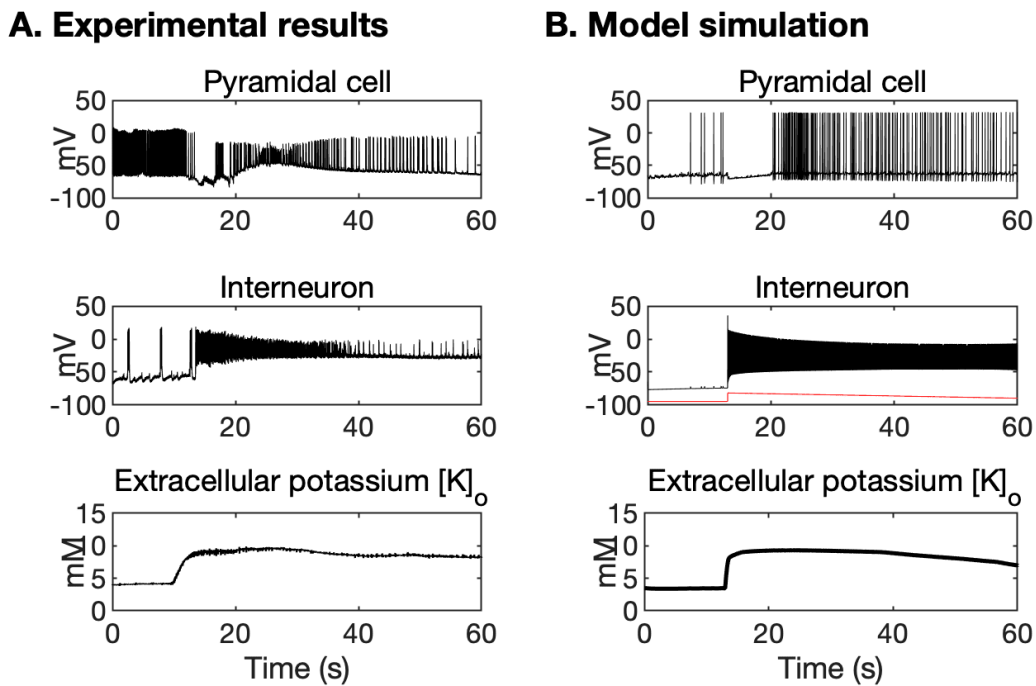 A. Experimental results
Pyramidal cell
50
0
-50
-100
mV
0 20 40 60
Interneuron
50
0
-50
-100
mV
0 20 40 60
Extracellular potassium [K]o
15
10
5
0
mM
0 20 40 60
Time (s)
B. Model simulation
Pyramidal cell
50
0
-50
-100
mV
0 20 40 60
Interneuron
50
0
-50
-100
mV
0 20 40 60
Extracellular potassium [K]o
15
10
5
0
mM
0 20 40 60
Time (s)